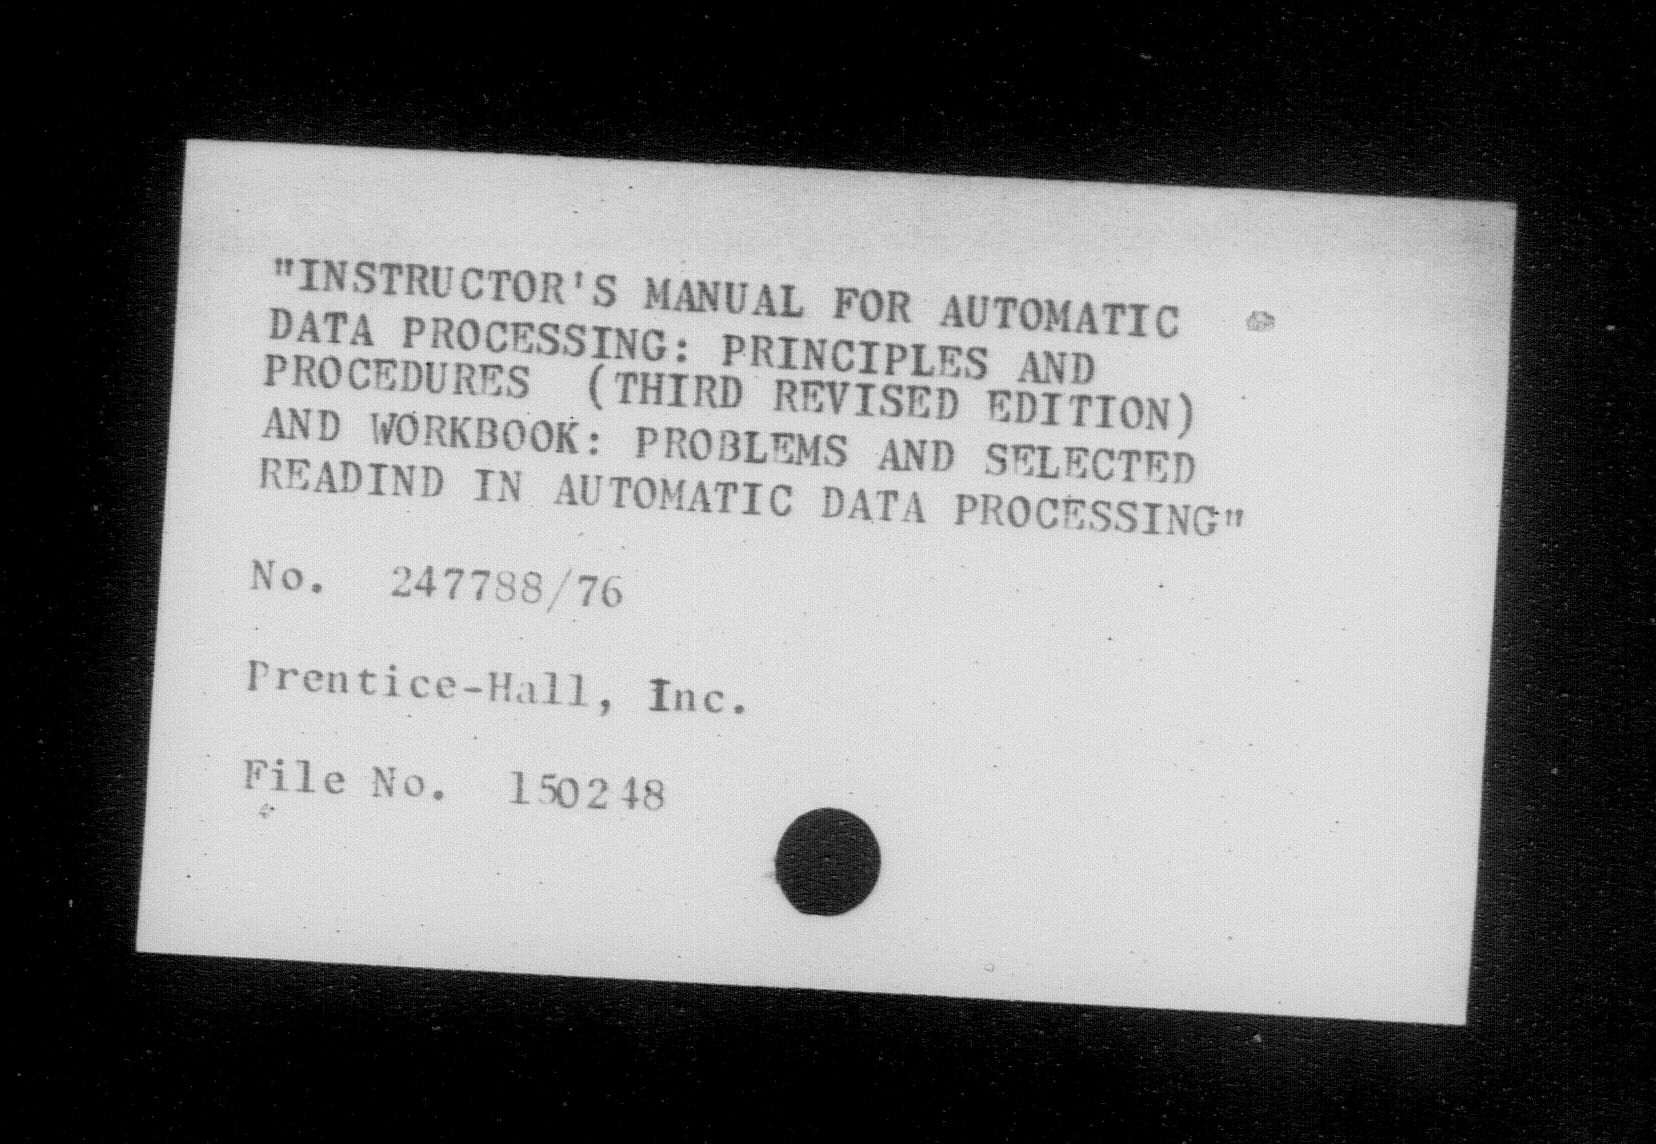 "INSTRUCTOR'S MANUAL FOR AUTOMATIC
DATA PROCESSING: PRINCIPLES AND
PROCEDURES (THIRD REVISED EDITION)
AND WORKBOOK: PROBLEMS AND SELECTED
READIND IN AUTOMATIC DATA PROCESSING"
No. 247788/76
Prentice-Hall, Inc.
File No. 150248